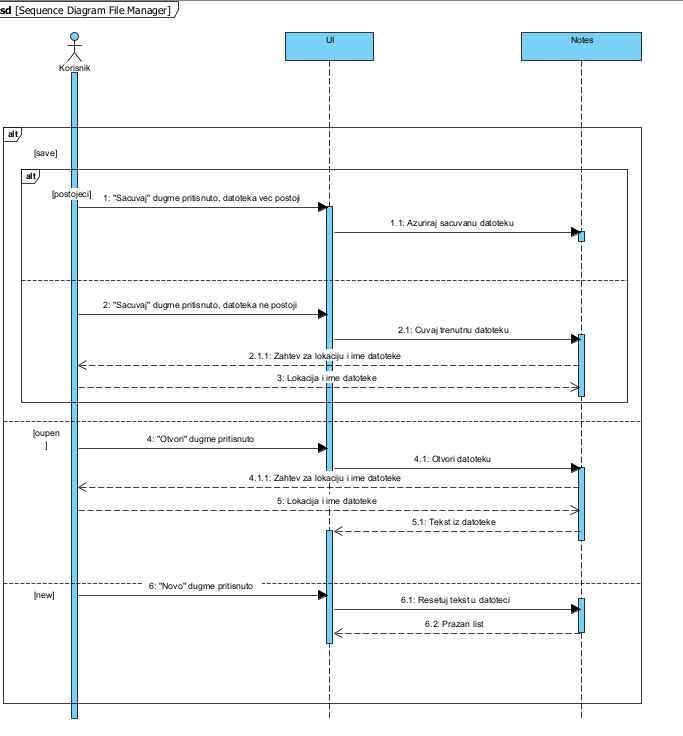 sd [Sequence Diagram File Manager]
UI
Notes
Korisnik
alt
[save]
alt
[postojeci]
1: "Sacuvaj" dugme pritisnuto, datoteka vec postoji
1.1: Azuriraj sacuvanu datoteku
2: "Sacuvaj" dugme pritisnuto, datoteka ne postoji
2.1: Cuvaj trenutnu datoteku
2.1.1: Zahtev za lokaciju i ime datoteke
3: Lokacija i ime datoteke
[oupen
]
4: "Otvori" dugme pritisnuto
4.1: Otvori datoteku
4.1.1: Zahtev za lokaciju i ime datoteke
5: Lokacija i ime datoteke
5.1: Tekst iz datoteke
6: "Novo" dugme pritisnuto
[new]
6.1: Resetuj tekst u datoteci
6.2: Prazan list